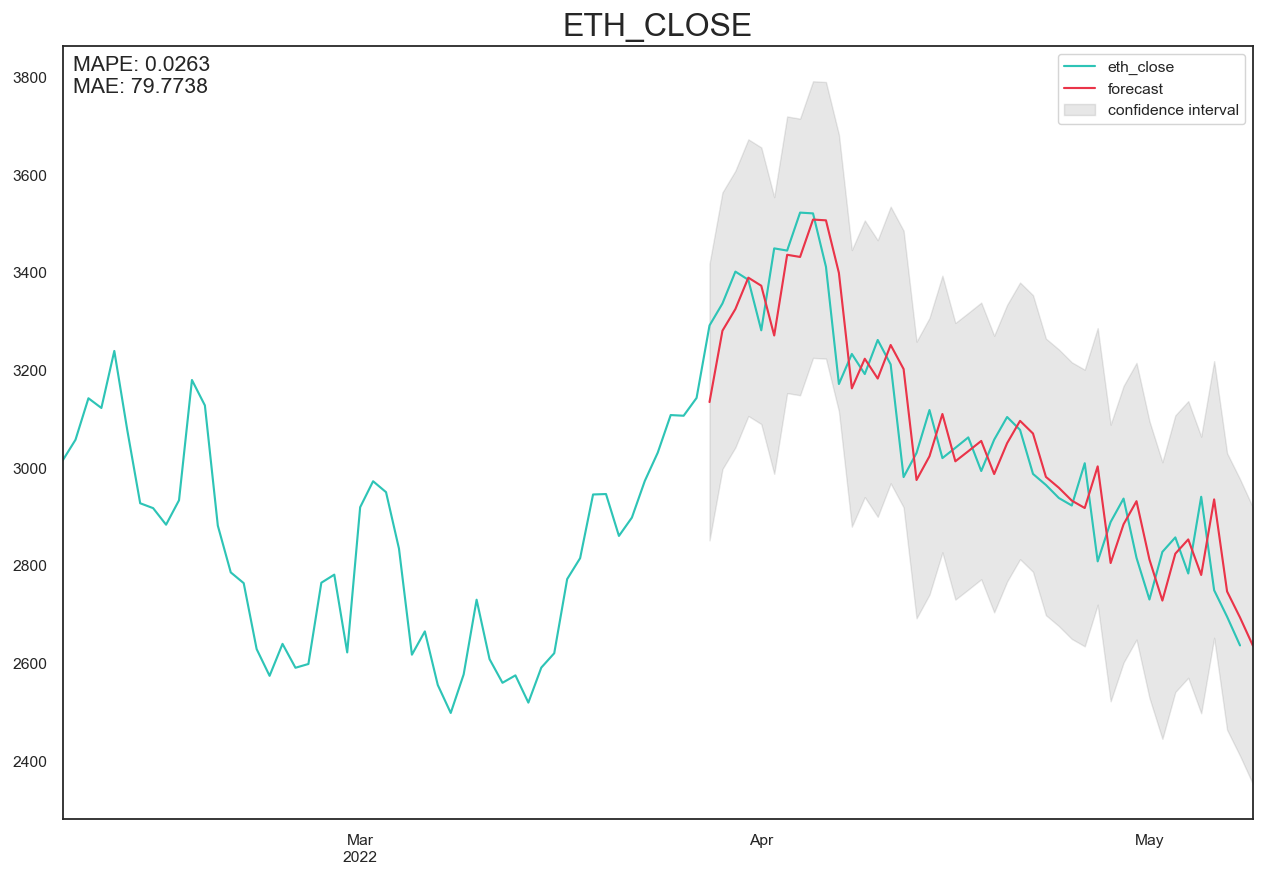 ETH_CLOSE
MAPE: 0.0263
MAE: 79.7738
eth_close
forecast
confidence interval
3800
3600
3400
3200
3000
2800
2600
2400
Mar
2022
Apr
May